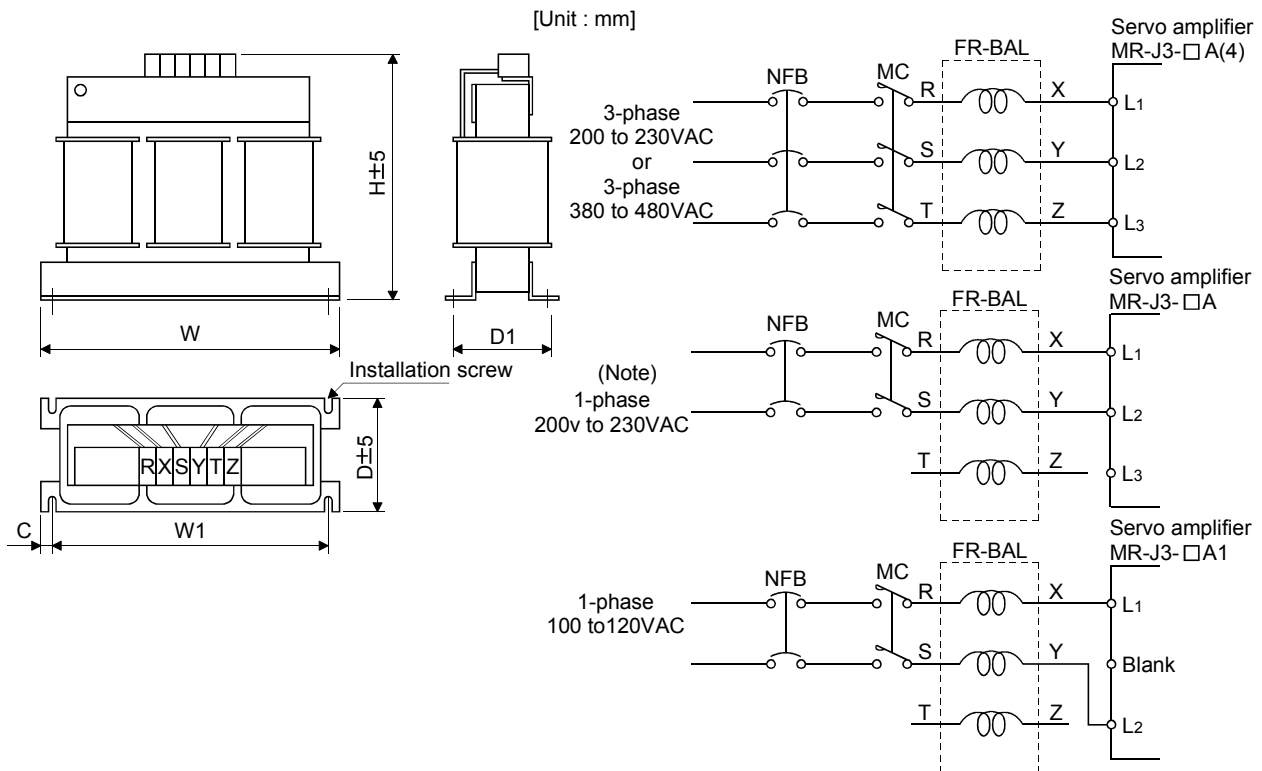 [Unit : mm]
H±5
W
D1
Installation screw
R X S Y T Z
D±5
C
W1
Servo amplifier
MR-J3-□A(4)
FR-BAL
NFB
MC
R
X
L1
3-phase
200 to 230VAC
or
3-phase
380 to 480VAC
S
Y
L2
T
Z
L3
Servo amplifier
MR-J3-□A
FR-BAL
NFB
MC
R
X
L1
(Note)
1-phase
200v to 230VAC
S
Y
L2
T
Z
L3
Servo amplifier
MR-J3-□A1
FR-BAL
NFB
MC
R
X
L1
1-phase
100 to120VAC
S
Y
Blank
T
Z
L2